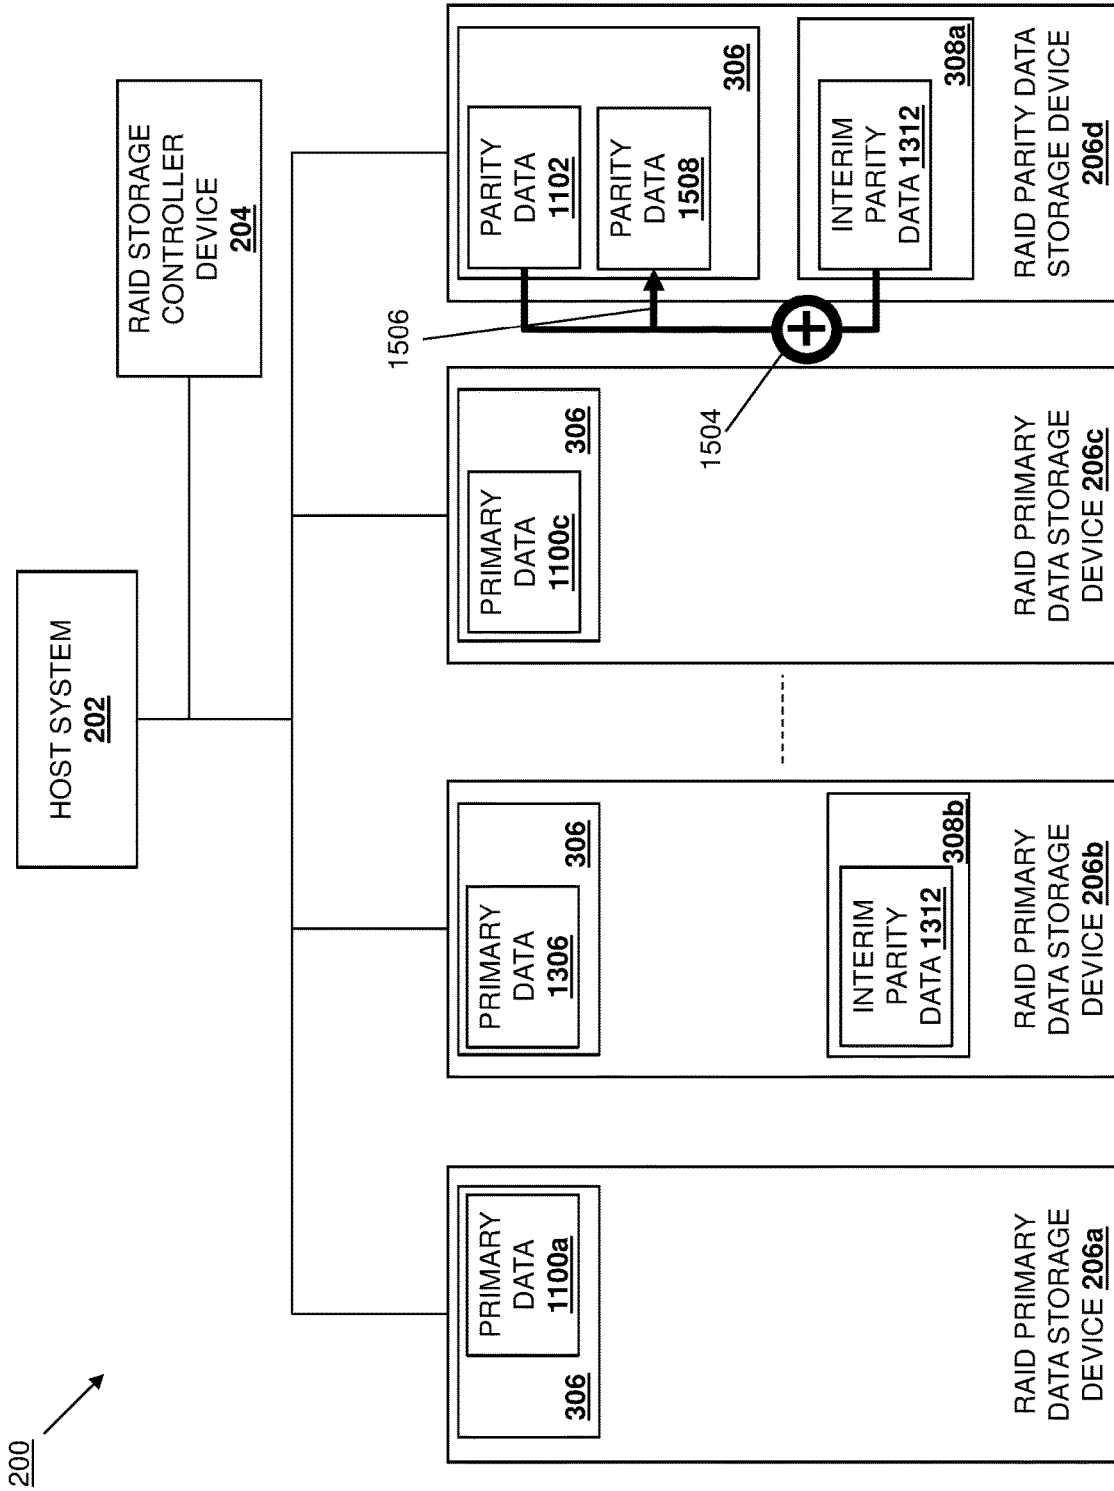 200
HOST SYSTEM
202
RAID STORAGE
CONTROLLER
DEVICE
204
PRIMARY
DATA
1100a
306
RAID PRIMARY
DATA STORAGE
DEVICE 206a
PRIMARY
DATA
1306
306
INTERIM
PARITY
DATA 1312
308b
RAID PRIMARY
DATA STORAGE
DEVICE 206b
PRIMARY
DATA
1100c
306
RAID PRIMARY
DATA STORAGE
DEVICE 206c
1506
1504
PARITY
DATA
1102
PARITY
DATA
1508
306
INTERIM
PARITY
DATA 1312
308a
RAID PARITY DATA
STORAGE DEVICE
206d